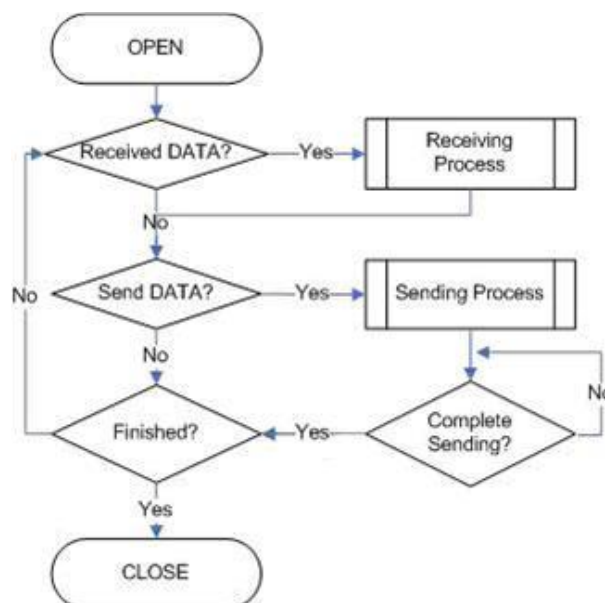 OPEN
Received DATA?
Yes
Receiving
Process
No
Send DATA?
Yes
Sending Process
No
No
Finished?
Yes
Complete
Sending?
No
Yes
CLOSE